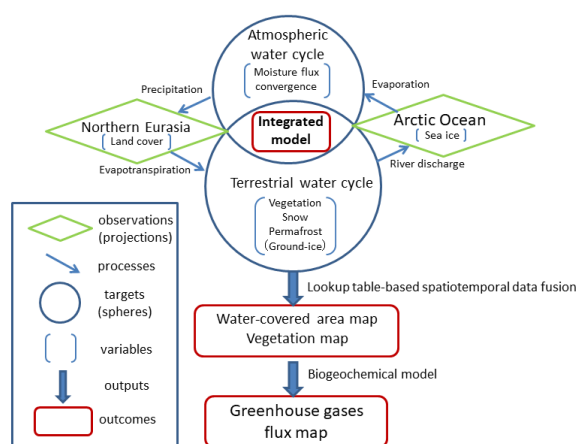 Atmospheric
water cycle
Moisture flux
convergence
Precipitation
Evaporation
Northern Eurasia
Land cover
Integrated
model
Arctic Ocean
Sea ice
Evapotranspiration
River discharge
Terrestrial water cycle
Vegetation
Snow
Permafrost
(Ground-ice)
observations
(projections)
processes
targets
(spheres)
variables
outputs
outcomes
Lookup table-based spatiotemporal data fusion
Water-covered area map
Vegetation map
Biogeochemical model
Greenhouse gases
flux map